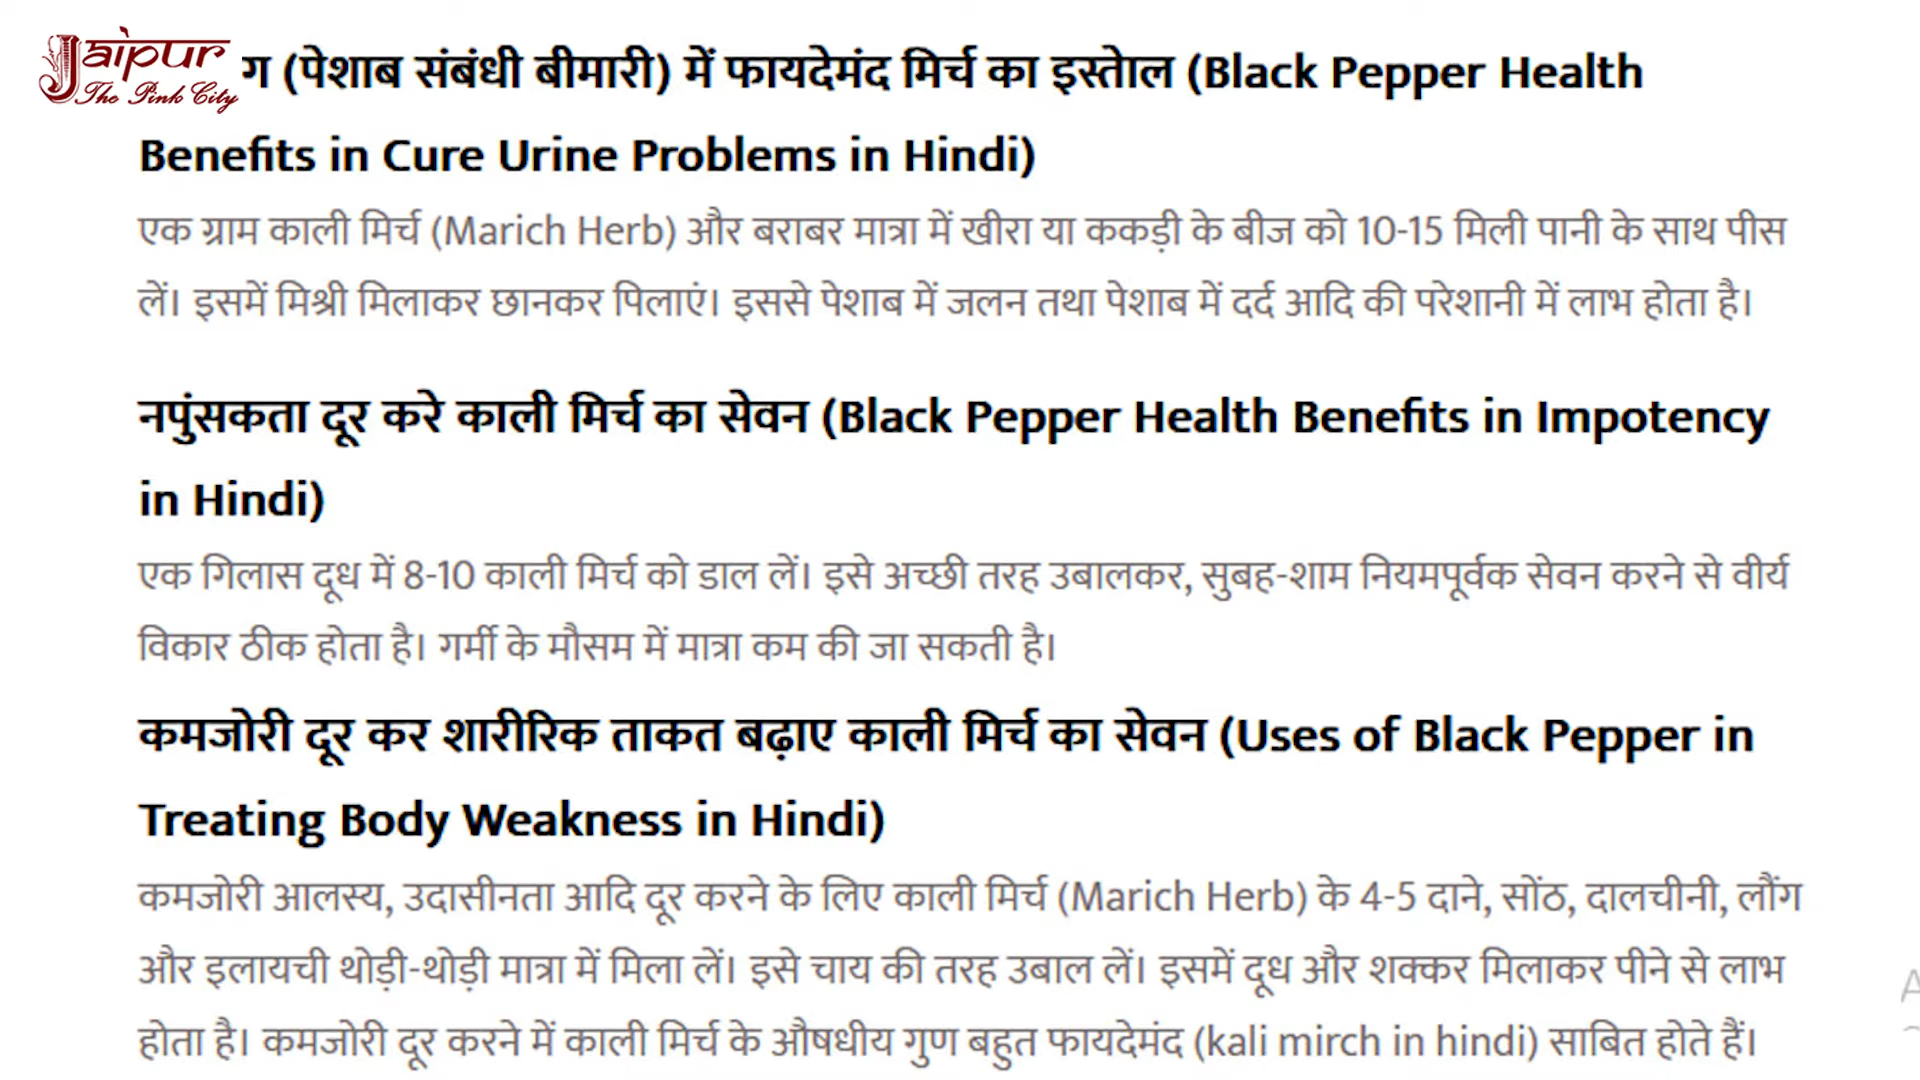 Jaipur
The Pink City
ग (पेशाब संबंधी बीमारी) में फायदेमंद मिर्च का इस्तेाल (Black Pepper Health
Benefits in Cure Urine Problems in Hindi)
एक ग्राम काली मिर्च (Marich Herb) और बराबर मात्रा में खीरा या ककड़ी के बीज को 10-15 मिली पानी के साथ पीस
लें। इसमें मिश्री मिलाकर छानकर पिलाएं। इससे पेशाब में जलन तथा पेशाब में दर्द आदि की परेशानी में लाभ होता है।
नपुंसकता दूर करे काली मिर्च का सेवन (Black Pepper Health Benefits in Impotency
in Hindi)
एक गिलास दूध में 8-10 काली मिर्च को डाल लें। इसे अच्छी तरह उबालकर, सुबह-शाम नियमपूर्वक सेवन करने से वीर्य
विकार ठीक होता है। गर्मी के मौसम में मात्रा कम की जा सकती है।
कमजोरी दूर कर शारीरिक ताकत बढ़ाए काली मिर्च का सेवन (Uses of Black Pepper in
Treating Body Weakness in Hindi)
कमजोरी आलस्य, उदासीनता आदि दूर करने के लिए काली मिर्च (Marich Herb) के 4-5 दाने, सोंठ, दालचीनी, लौंग
और इलायची थोड़ी-थोड़ी मात्रा में मिला लें। इसे चाय की तरह उबाल लें। इसमें दूध और शक्कर मिलाकर पीने से लाभ
होता है। कमजोरी दूर करने में काली मिर्च के औषधीय गुण बहुत फायदेमंद (kali mirch in hindi) साबित होते हैं।